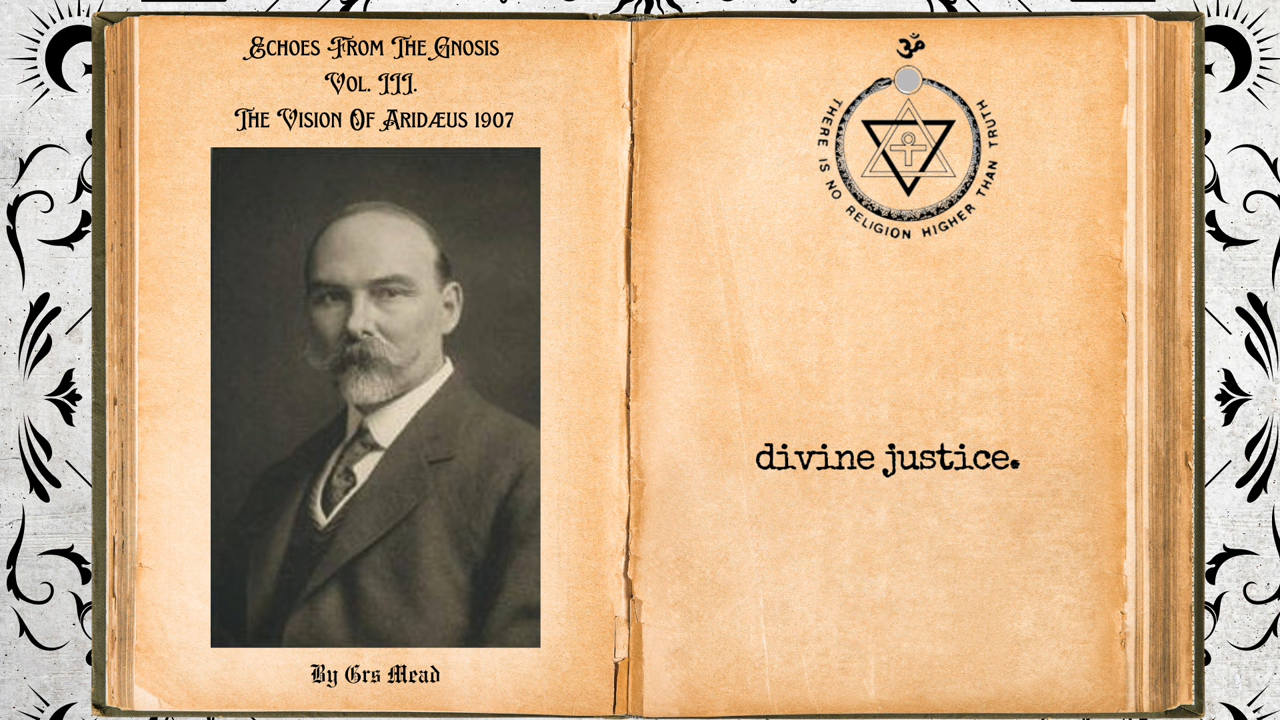 Echoes From The Gnosis
Vol. III.
The Vision Of Aridæus 1907
By Grs Mead
ॐ
THERE IS NO RELIGION HIGHER THAN TRUTH
divine justice.